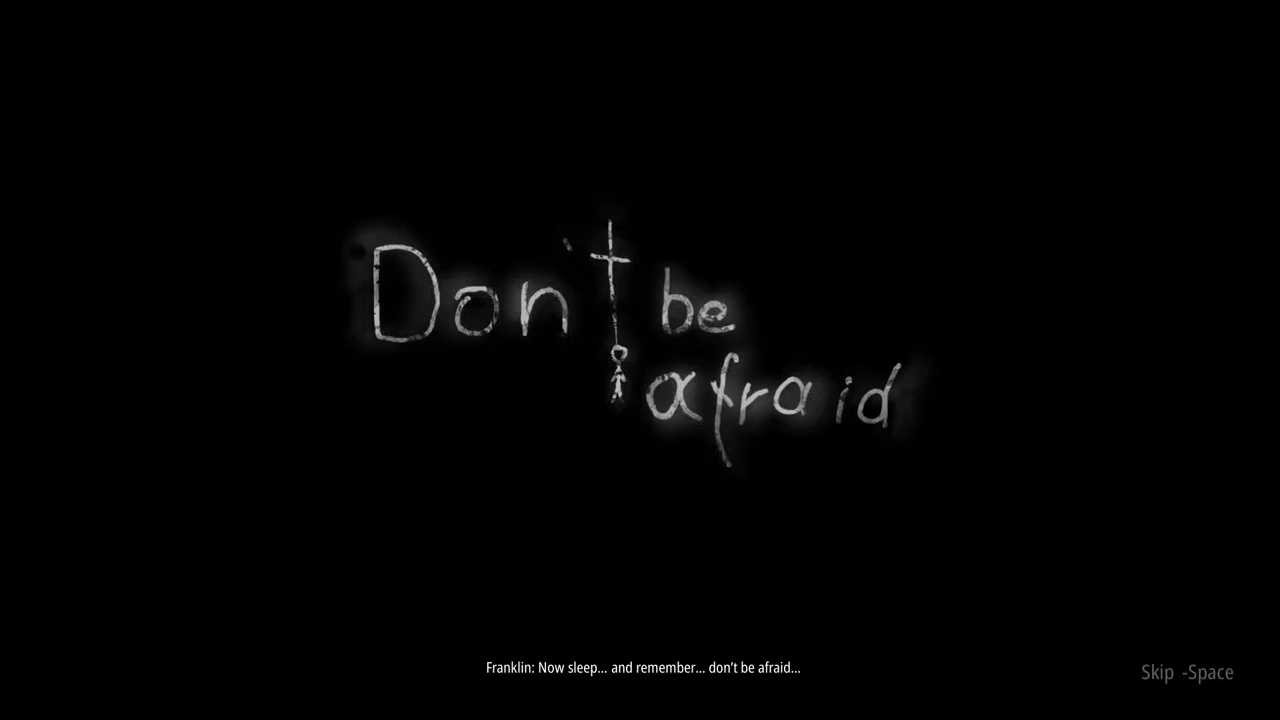 Don't be
afraid
Franklin: Now sleep... and remember... don't be afraid...
Skip -Space